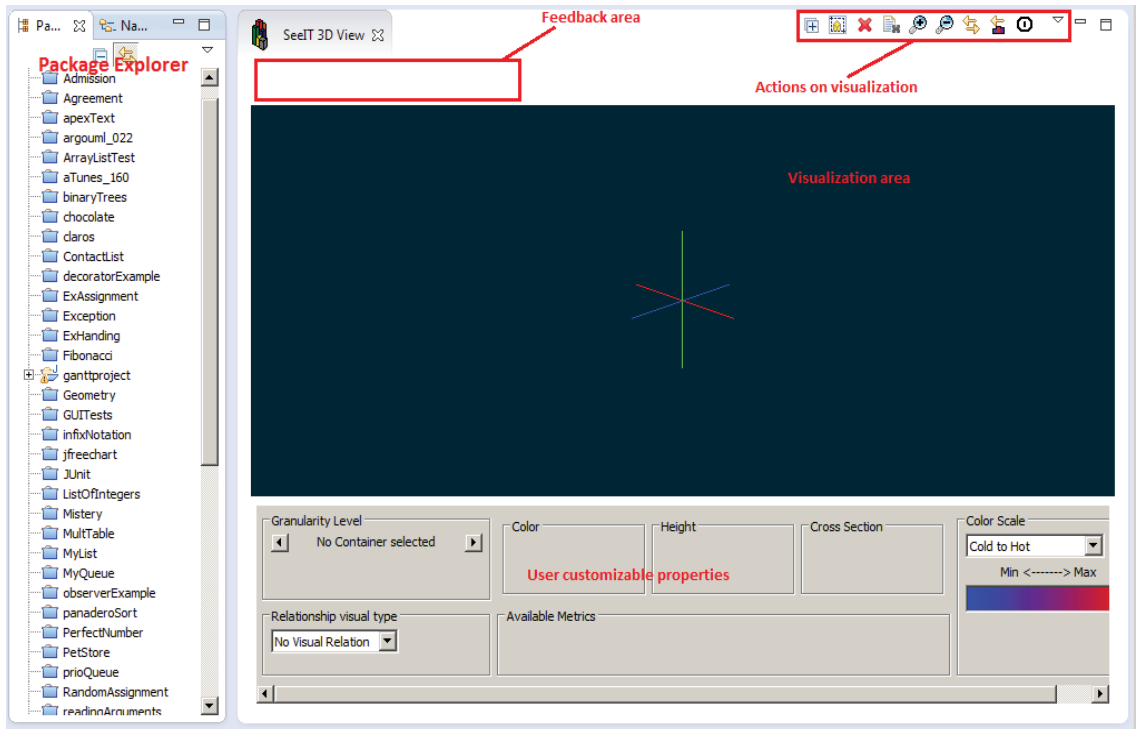 Pa...
Na...
Package Explorer
Admission
Agreement
apexText
argouml_022
ArrayListTest
aTunes_160
binaryTrees
chocolate
claros
ContactList
decoratorExample
ExAssignment
Exception
ExHanding
Fibonacci
ganttproject
Geometry
GUITests
infixNotation
jfreechart
JUnit
ListOfIntegers
Mistery
MultTable
MyList
MyQueue
observerExample
panaderoSort
PerfectNumber
PetStore
prioQueue
RandomAssignment
readingArguments
SeeIT 3D View
Feedback area
Actions on visualization
Visualization area
Granularity Level
No Container selected
Color
Height
Cross Section
Color Scale
Cold to Hot
Min <-------> Max
User customizable properties
Relationship visual type
No Visual Relation
Available Metrics